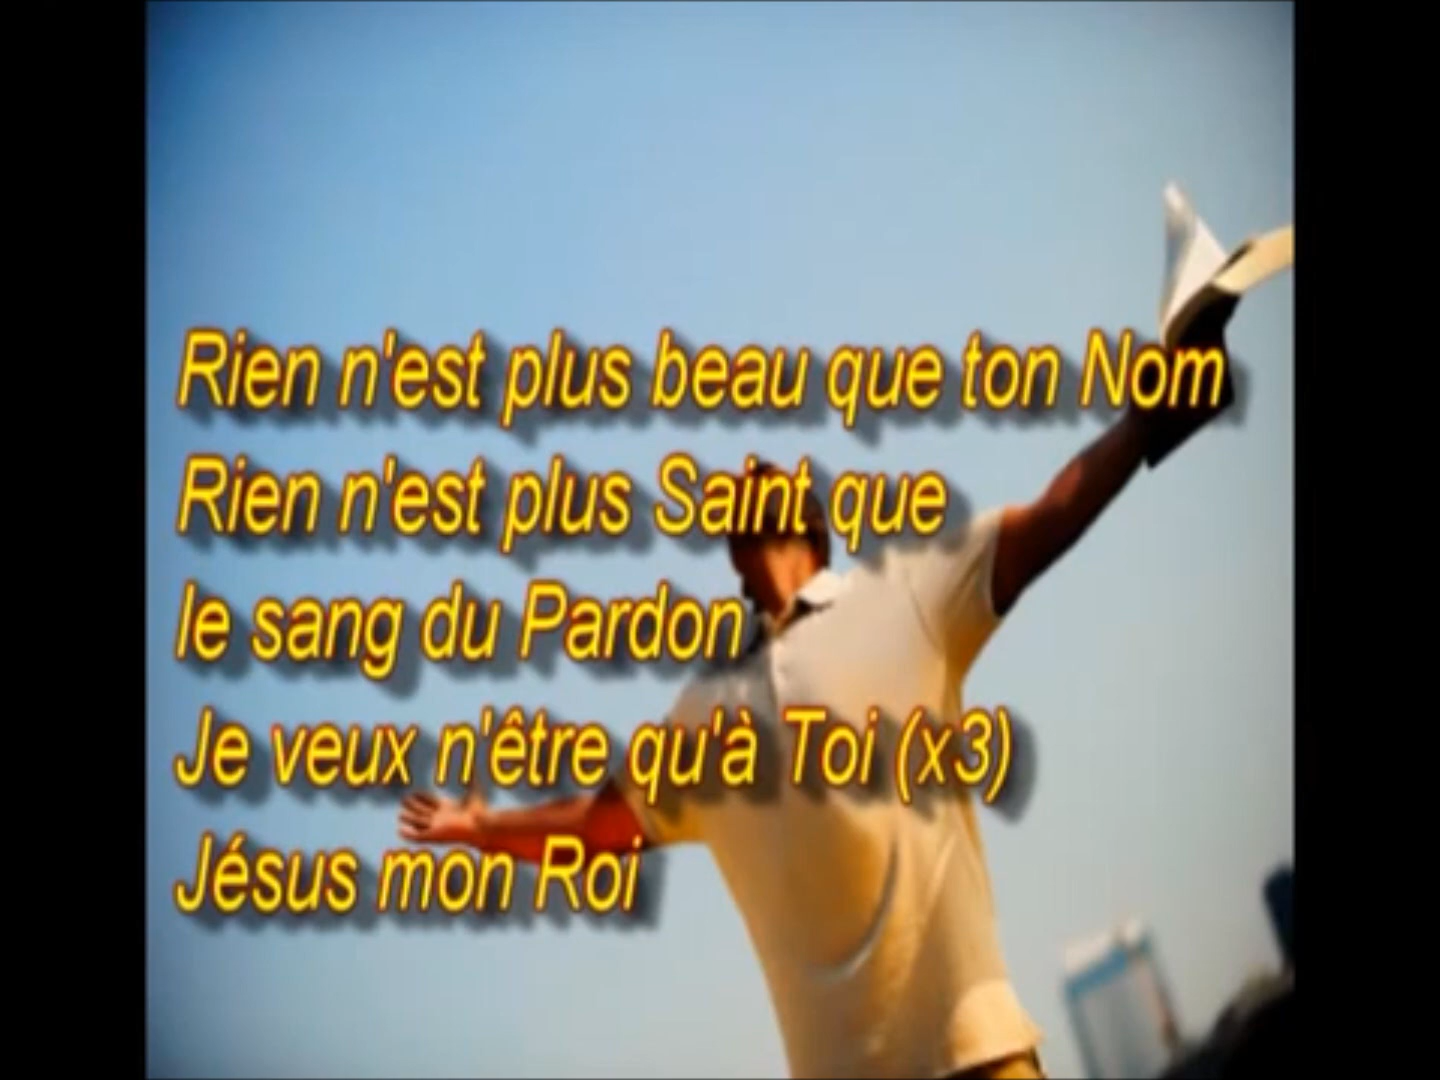 Rien n'est plus beau que ton Nom
Rien n'est plus Saint que
le sang du Pardon
Je veux n'être qu'à Toi (x3)
Jésus mon Roi